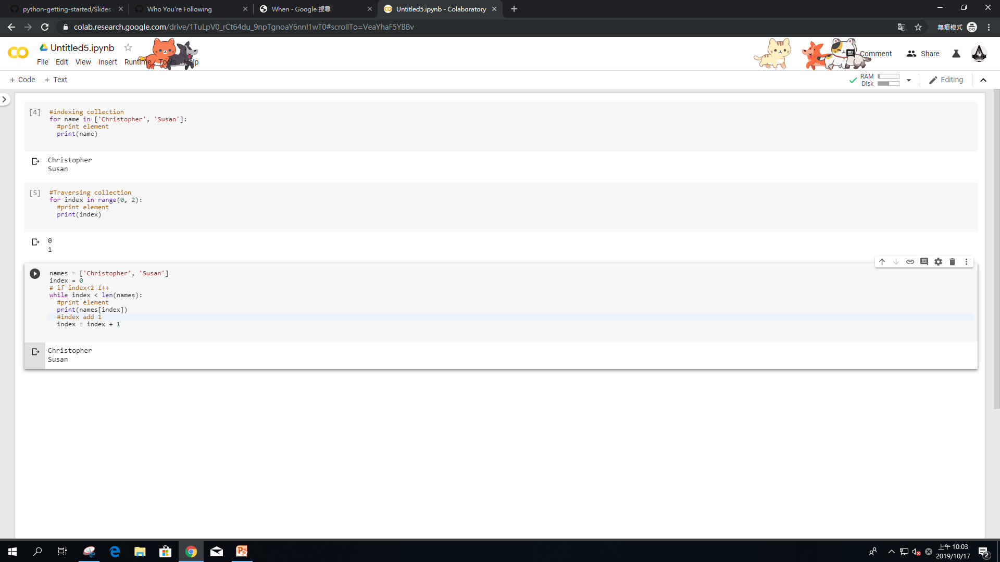 python-getting-started/Slides
Who You're Following
When - Google 搜尋
Untitled5.ipynb - Colaboratory
colab.research.google.com/drive/1TuLpV0_rCt64du_9npTgnoaY6nnI1wT0#scrollTo=VeaYhaF5YBBv
無痕模式
CO
Untitled5.ipynb
File Edit View Insert Runtime Tools Help
Comment
Share
+ Code + Text
RAM
Disk
Editing
[4]
#indexing collection
for name in ['Christopher', 'Susan']:
#print element
print(name)
Christopher
Susan
[5]
#Traversing collection
for index in range(0, 2):
#print element
print(index)
0
1
names = ['Christopher', 'Susan']
index = 0
# if index<2 I++
while index < len(names):
#print element
print(names[index])
#index add 1
index = index + 1
Christopher
Susan
上午 10:03
2019/10/17
2